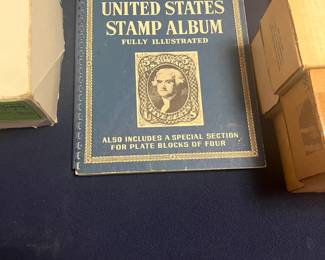 UNITED STATES
STAMP ALBUM
FULLY ILLUSTRATED
ALSO INCLUDES A SPECIAL SECTION
FOR PLATE BLOCKS OF FOUR